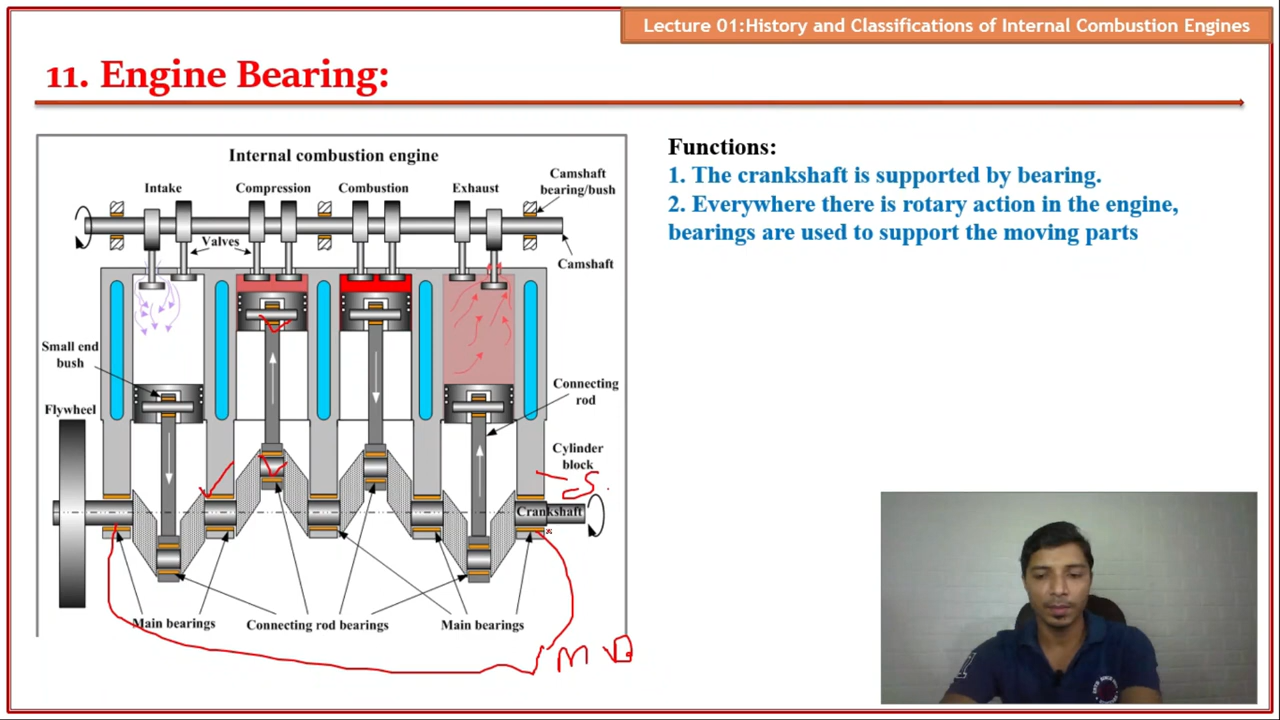 Lecture 01:History and Classifications of Internal Combustion Engines
11. Engine Bearing:
Internal combustion engine
Intake
Compression
Combustion
Exhaust
Camshaft
bearing/bush
Valves
Camshaft
Small end
bush
Flywheel
Connecting
rod
Cylinder
block
5
Crankshaft
Main bearings
Connecting rod bearings
Main bearings
Functions:
1. The crankshaft is supported by bearing.
2. Everywhere there is rotary action in the engine,
bearings are used to support the moving parts